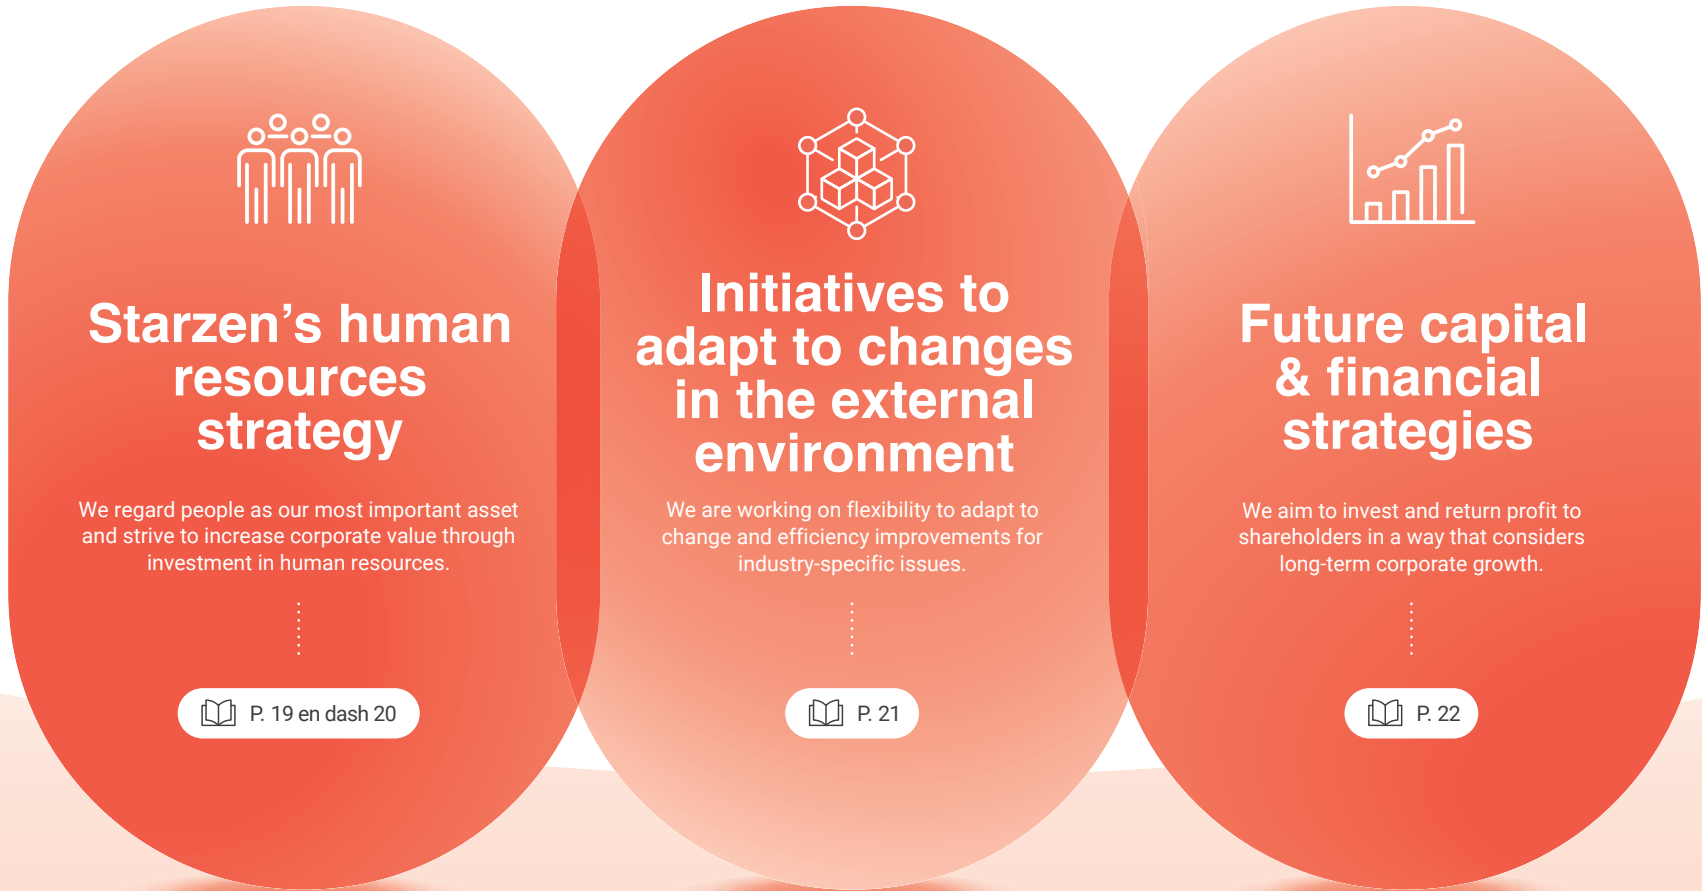 Starzen’s human
resources
strategy
We regard people as our most important asset
and strive to increase corporate value through
investment in human resources.
P. 19 en dash 20
Initiatives to
adapt to changes
in the external
environment
We are working on flexibility to adapt to
change and efficiency improvements for
industry-specific issues.
P. 21
Future capital
& financial
strategies
We aim to invest and return profit to
shareholders in a way that considers
long-term corporate growth.
P. 22